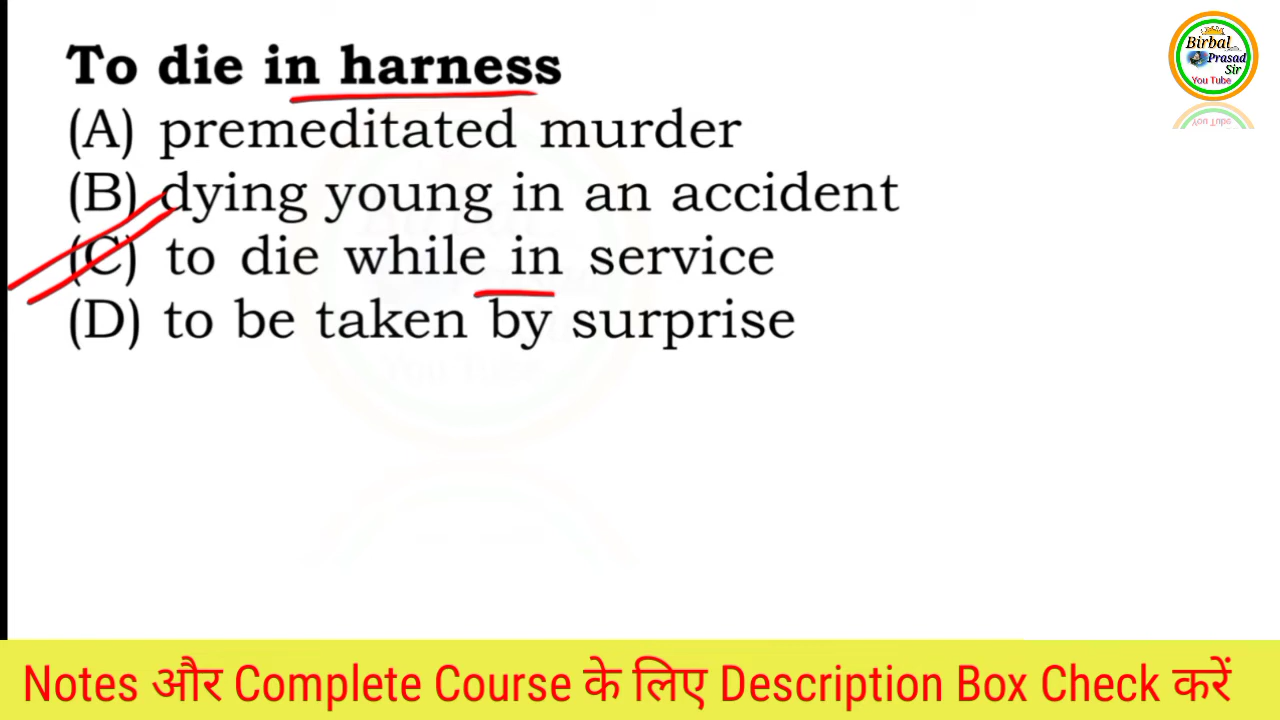 To die in harness
(A) premeditated murder
(B) dying young in an accident
(C) to die while in service
(D) to be taken by surprise
Birbal
Prasad
Sir
You Tube
Notes और Complete Course के लिए Description Box Check करें